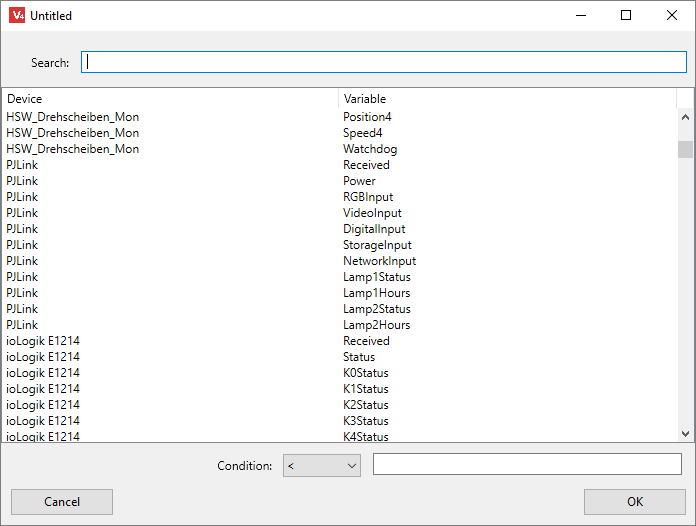 V4 Untitled
Search:
Device Variable
HSW_Drehscheiben_Mon Position4
HSW_Drehscheiben_Mon Speed4
HSW_Drehscheiben_Mon Watchdog
PJLink Received
PJLink Power
PJLink RGBInput
PJLink VideoInput
PJLink DigitalInput
PJLink StorageInput
PJLink NetworkInput
PJLink Lamp1Status
PJLink Lamp1Hours
PJLink Lamp2Status
PJLink Lamp2Hours
ioLogik E1214 Received
ioLogik E1214 Status
ioLogik E1214 K0Status
ioLogik E1214 K1Status
ioLogik E1214 K2Status
ioLogik E1214 K3Status
ioLogik E1214 K4Status
Condition: <
Cancel OK